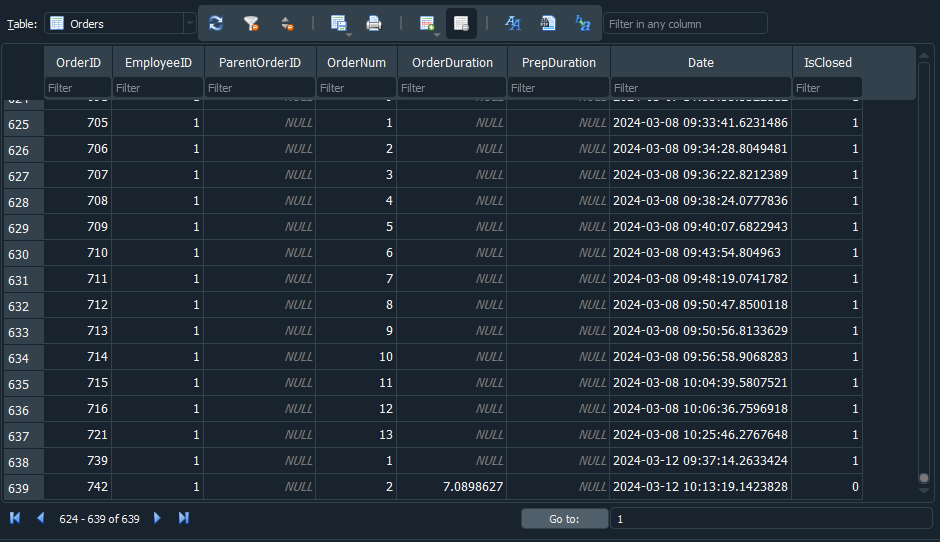 Table: Orders Filter in any column
OrderID EmployeeID ParentOrderID OrderNum OrderDuration PrepDuration Date IsClosed
Filter Filter Filter Filter Filter Filter Filter Filter
625 705 1 NULL 1 NULL NULL 2024-03-08 09:33:41.6231486 1
626 706 1 NULL 2 NULL NULL 2024-03-08 09:34:28.8049481 1
627 707 1 NULL 3 NULL NULL 2024-03-08 09:36:22.8212389 1
628 708 1 NULL 4 NULL NULL 2024-03-08 09:38:24.0777836 1
629 709 1 NULL 5 NULL NULL 2024-03-08 09:40:07.6822943 1
630 710 1 NULL 6 NULL NULL 2024-03-08 09:43:54.804963 1
631 711 1 NULL 7 NULL NULL 2024-03-08 09:48:19.0741782 1
632 712 1 NULL 8 NULL NULL 2024-03-08 09:50:47.8500118 1
633 713 1 NULL 9 NULL NULL 2024-03-08 09:50:56.8133629 1
634 714 1 NULL 10 NULL NULL 2024-03-08 09:56:58.9068283 1
635 715 1 NULL 11 NULL NULL 2024-03-08 10:04:39.5807521 1
636 716 1 NULL 12 NULL NULL 2024-03-08 10:06:36.7596918 1
637 721 1 NULL 13 NULL NULL 2024-03-08 10:25:46.2767648 1
638 739 1 NULL 1 NULL NULL 2024-03-12 09:37:14.2633424 1
639 742 1 NULL 2 7.0898627 NULL 2024-03-12 10:13:19.1423828 0
624 - 639 of 639 Go to: 1